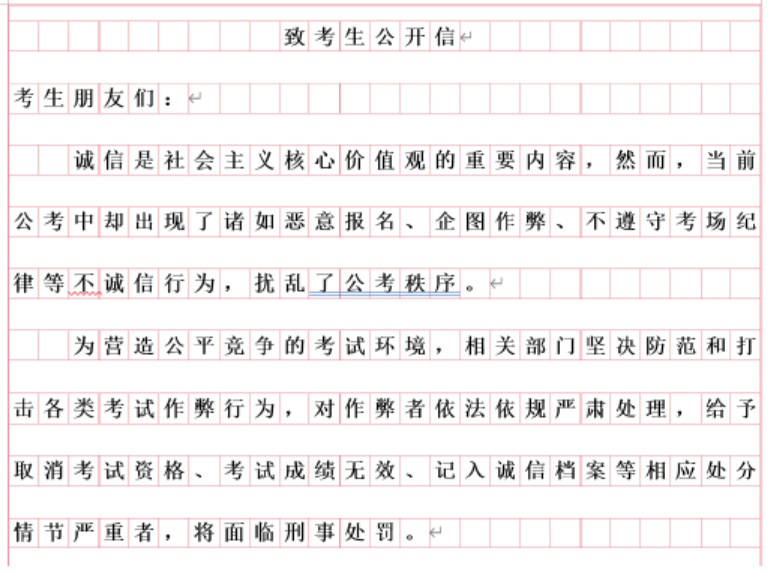 致考生公开信
考生朋友们：
诚信是社会主义核心价值观的重要内容，然而，当前
公考中却出现了诸如恶意报名、企图作弊、不遵守考场纪
律等不诚信行为，扰乱了公考秩序。
为营造公平竞争的考试环境，相关部门坚决防范和打
击各类考试作弊行为，对作弊者依法依规严肃处理，给予
取消考试资格、考试成绩无效、记入诚信档案等相应处分
情节严重者，将面临刑事处罚。